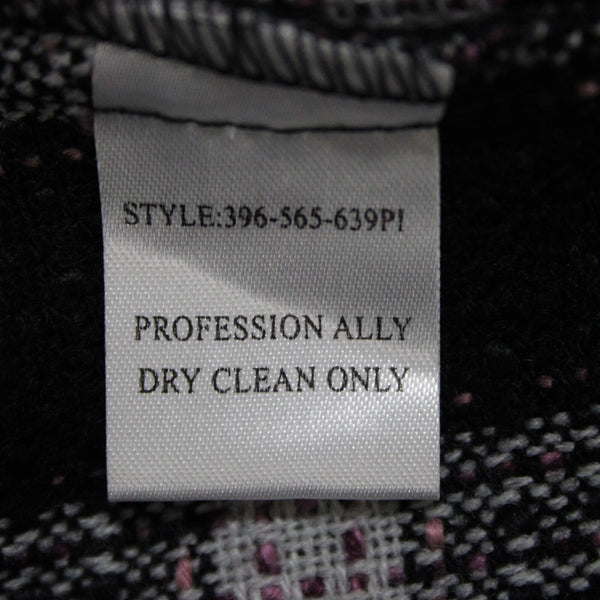 STYLE:396-565-639PI
PROFESSION ALLY
DRY CLEAN ONLY